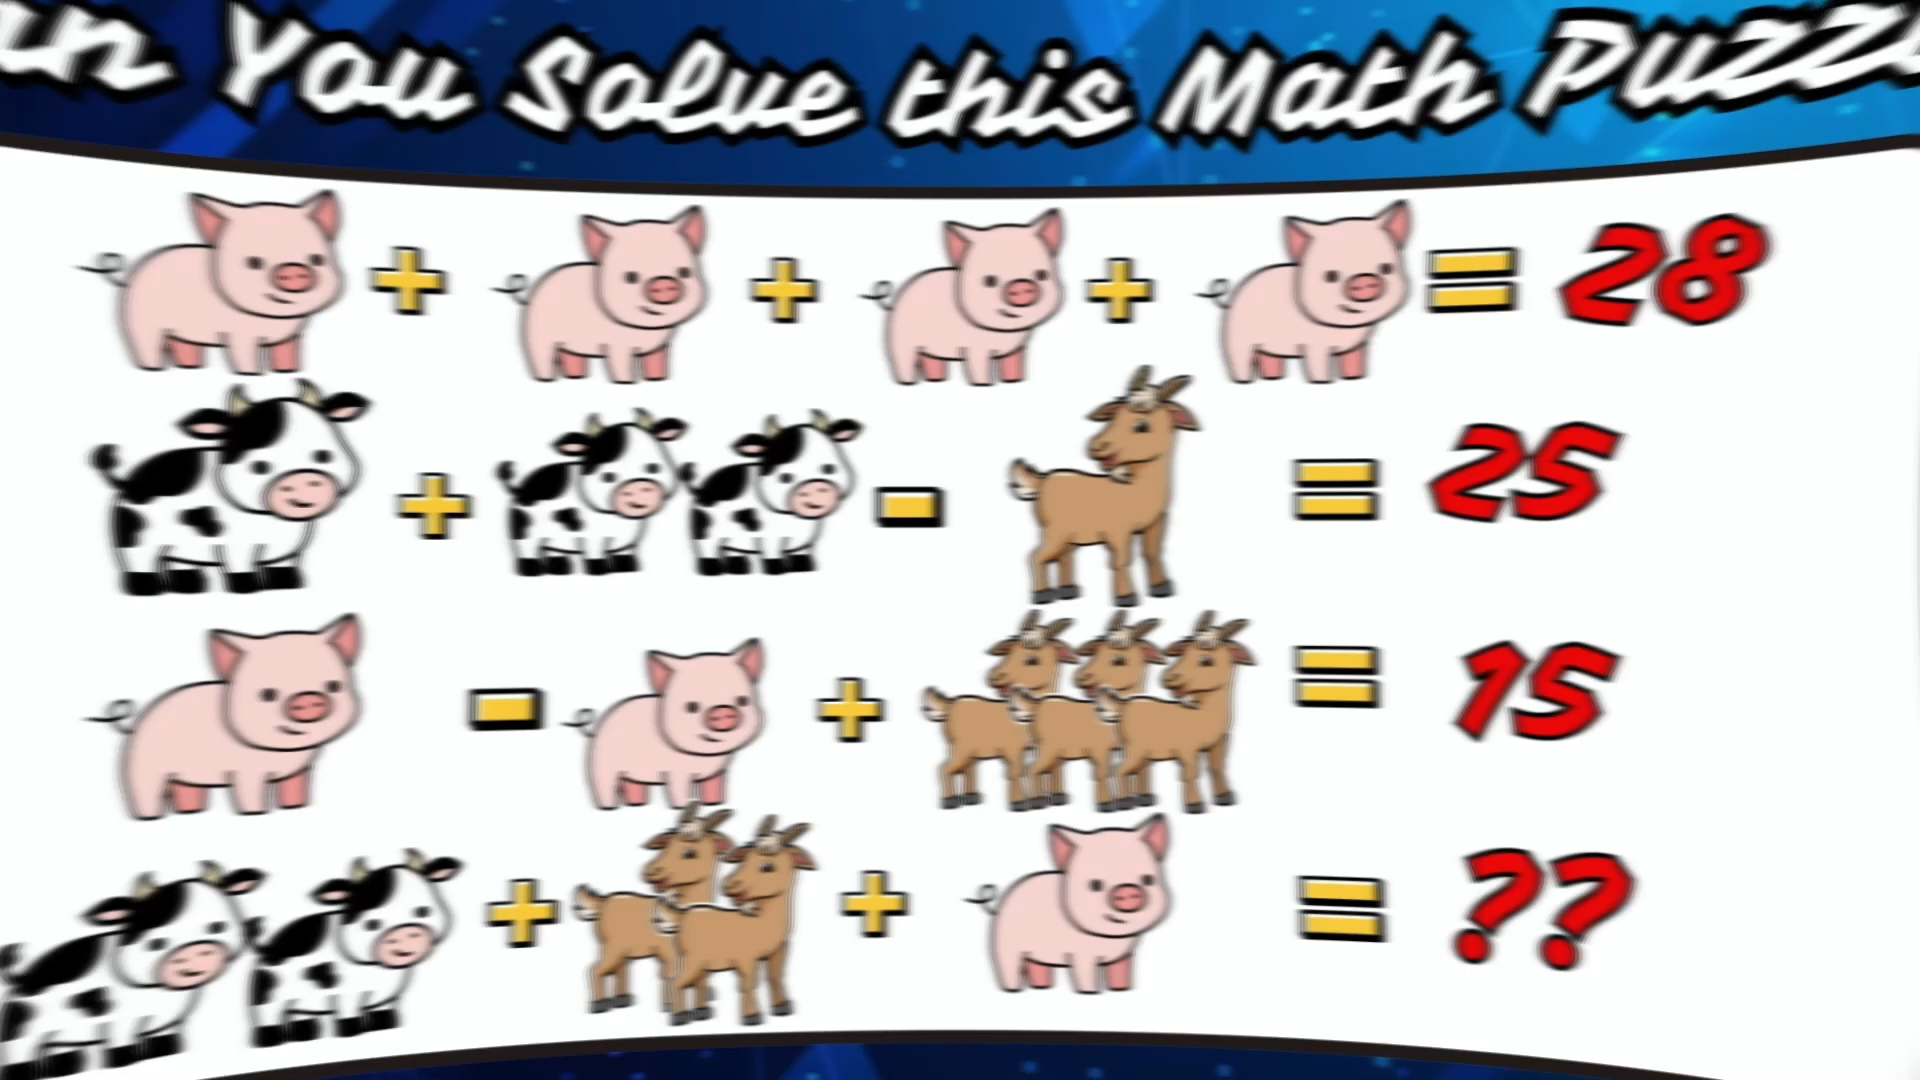 You Solve this Math
+ + + = 28
+ - = 25
- + = 15
+ + = ??